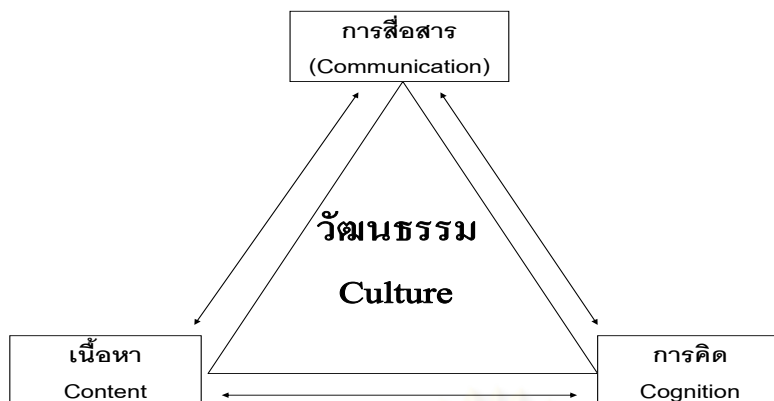 การสื่อสาร
(Communication)
วัฒนธรรม
Culture
เนื้อหา
Content
การคิด
Cognition